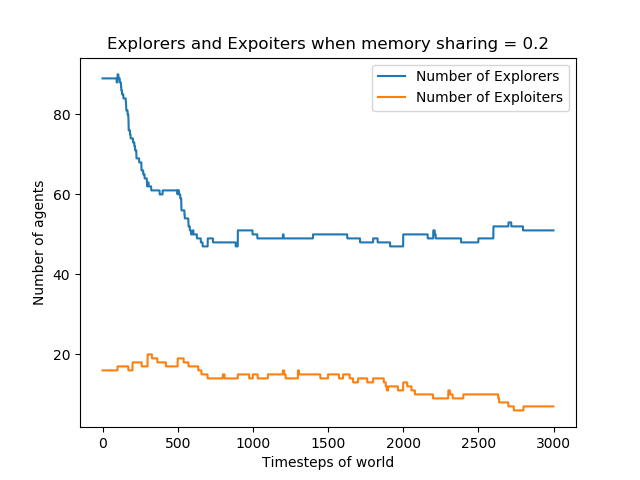 Explorers and Expoiters when memory sharing = 0.2
Number of Explorers
Number of Exploiters
Number of agents
80
60
40
20
0
500
1000
1500
2000
2500
3000
Timesteps of world